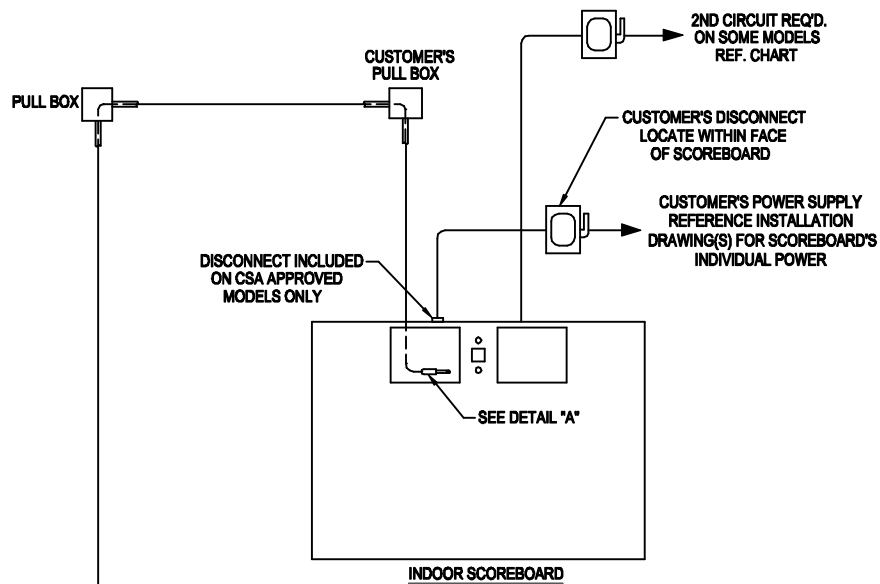 2ND CIRCUIT REQ'D.
ON SOME MODELS
REF. CHART
CUSTOMER'S
PULL BOX
PULL BOX
CUSTOMER'S DISCONNECT
LOCATE WITHIN FACE
OF SCOREBOARD
CUSTOMER'S POWER SUPPLY
REFERENCE INSTALLATION
DRAWING(S) FOR SCOREBOARD'S
INDIVIDUAL POWER
DISCONNECT INCLUDED
ON CSA APPROVED
MODELS ONLY
SEE DETAIL "A"
INDOOR SCOREBOARD